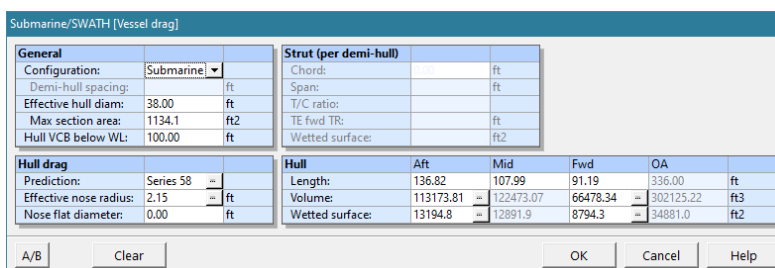 Submarine/SWATH [Vessel drag]
General
Configuration: Submarine
Demi-hull spacing: ft
Effective hull diam: 38.00 ft
Max section area: 1134.1 ft2
Hull VCB below WL: 100.00 ft
Strut (per demi-hull)
Chord: 0.00 ft
Span: ft
T/C ratio:
TE fwd TR: ft
Wetted surface: ft2
Hull drag
Prediction: Series 58 ...
Effective nose radius: 2.15 ... ft
Nose flat diameter: 0.00 ft
Hull Aft Mid Fwd OA
Length: 136.82 107.99 91.19 336.00 ft
Volume: 113173.81 ... 122473.07 66478.34 ... 302125.22 ft3
Wetted surface: 13194.8 ... 12891.9 8794.3 ... 34881.0 ft2
A/B Clear OK Cancel Help